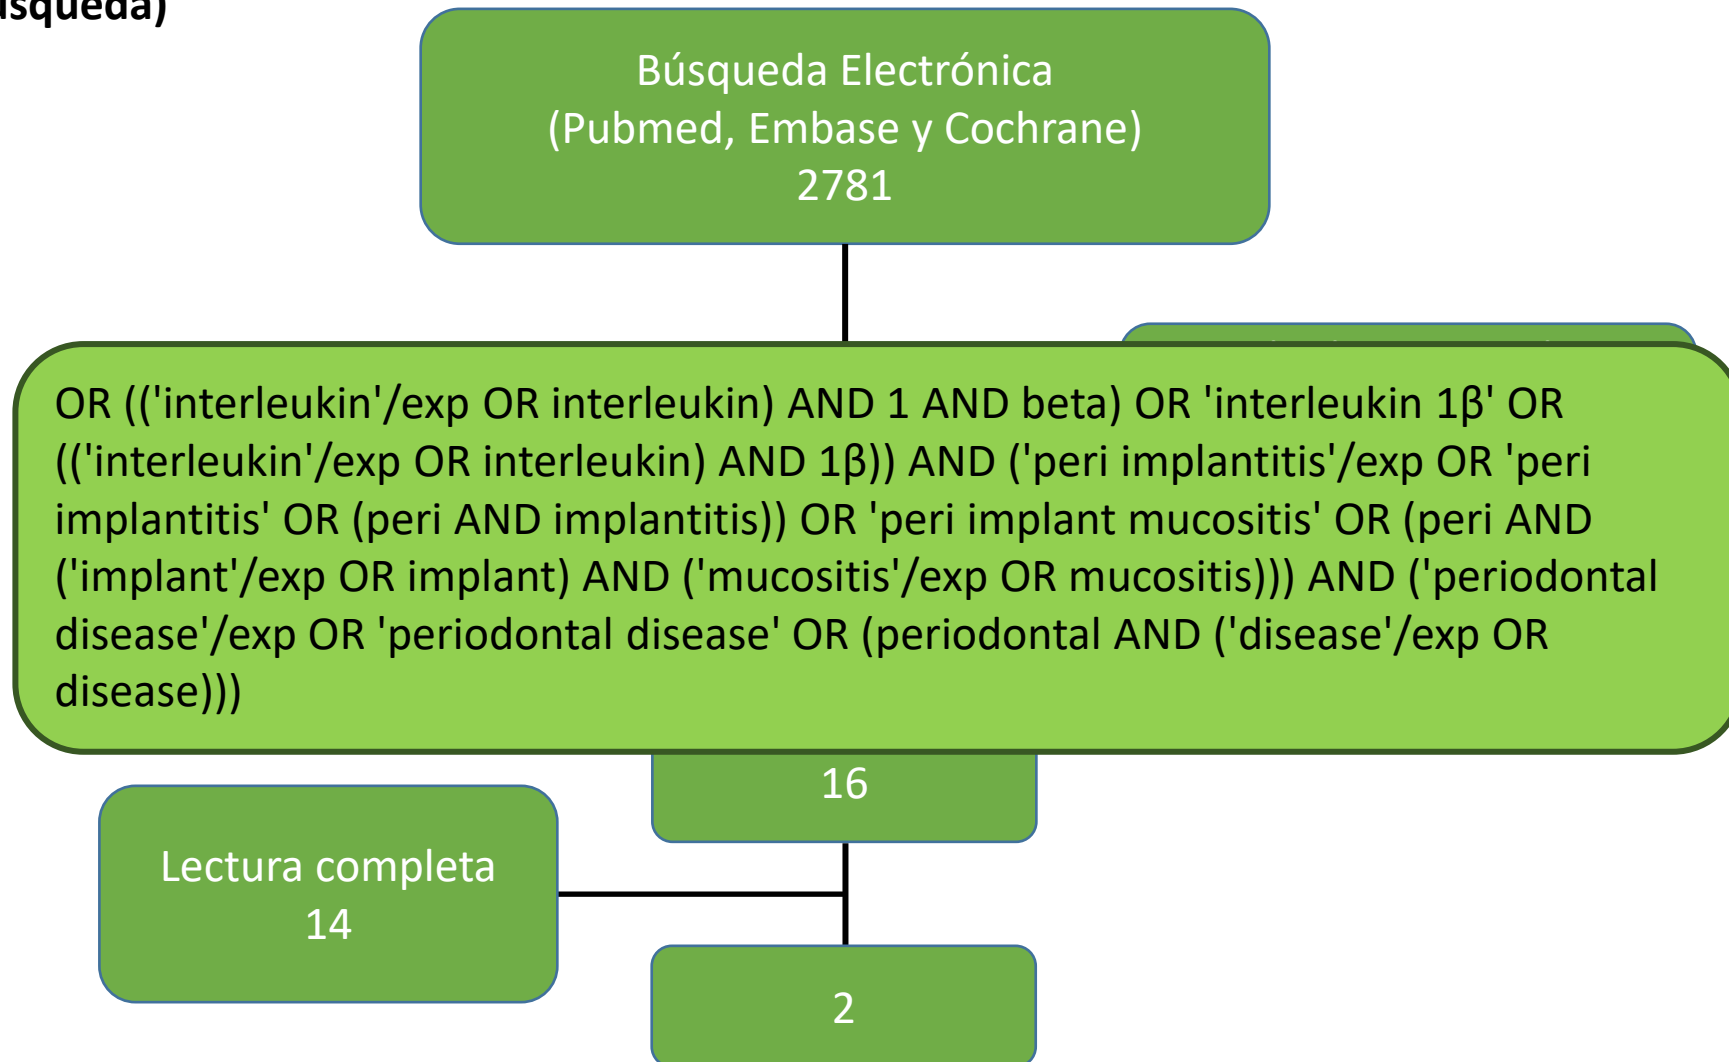 úsqueda)
Búsqueda Electrónica
(Pubmed, Embase y Cochrane)
2781
OR (('interleukin'/exp OR interleukin) AND 1 AND beta) OR 'interleukin 1β' OR
(('interleukin'/exp OR interleukin) AND 1β)) AND ('peri implantitis'/exp OR 'peri
implantitis' OR (peri AND implantitis)) OR 'peri implant mucositis' OR (peri AND
('implant'/exp OR implant) AND ('mucositis'/exp OR mucositis))) AND ('periodontal
disease'/exp OR 'periodontal disease' OR (periodontal AND ('disease'/exp OR
disease)))
16
Lectura completa
14
2